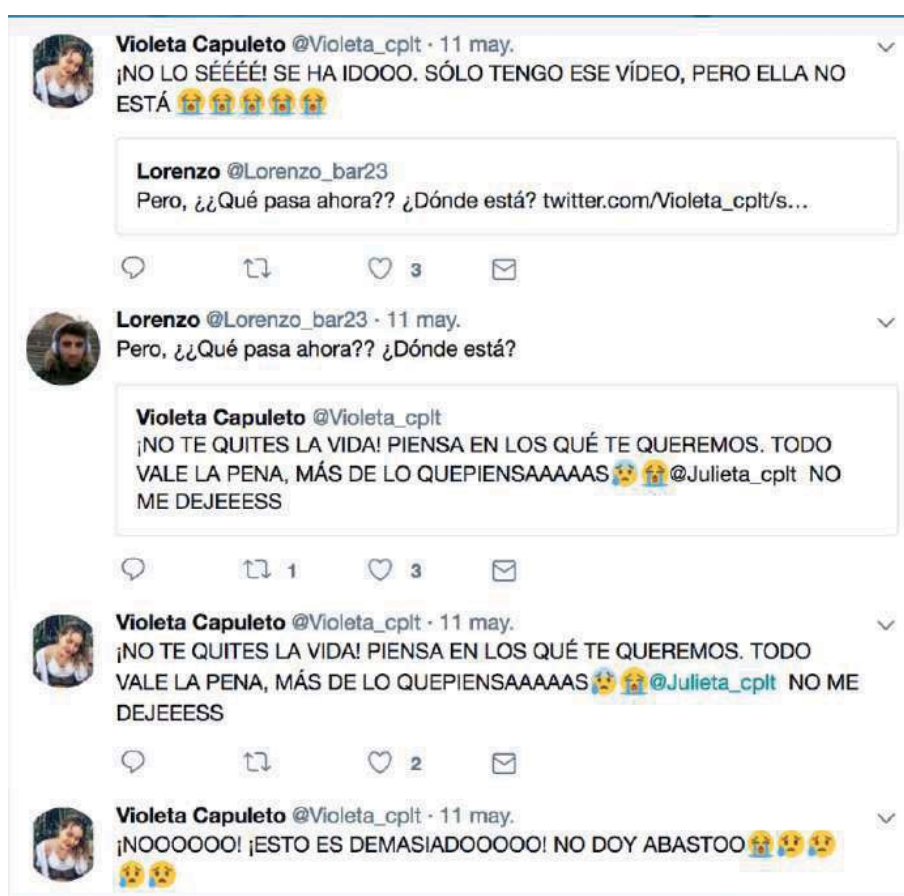 Violeta Capuleto @Violeta_cplt · 11 may.
¡NO LO SÉÉÉÉ! SE HA IDOOO. SÓLO TENGO ESE VÍDEO, PERO ELLA NO
ESTÁ 😭😭😭😭😭
Lorenzo @Lorenzo_bar23
Pero, ¿¿Qué pasa ahora?? ¿Dónde está? twitter.com/Violeta_cplt/s...
3
Lorenzo @Lorenzo_bar23 · 11 may.
Pero, ¿¿Qué pasa ahora?? ¿Dónde está?
Violeta Capuleto @Violeta_cplt
¡NO TE QUITES LA VIDA! PIENSA EN LOS QUÉ TE QUEREMOS. TODO
VALE LA PENA, MÁS DE LO QUEPIENSAAAAAS😰 😭@Julieta_cplt NO
ME DEJEEESS
1 3
Violeta Capuleto @Violeta_cplt · 11 may.
¡NO TE QUITES LA VIDA! PIENSA EN LOS QUÉ TE QUEREMOS. TODO
VALE LA PENA, MÁS DE LO QUEPIENSAAAAAS😰 😭@Julieta_cplt NO ME
DEJEEESS
2
Violeta Capuleto @Violeta_cplt · 11 may.
¡NOOOOOO! ¡ESTO ES DEMASIADOOOOO! NO DOY ABASTOO😭😢😢
😢😢